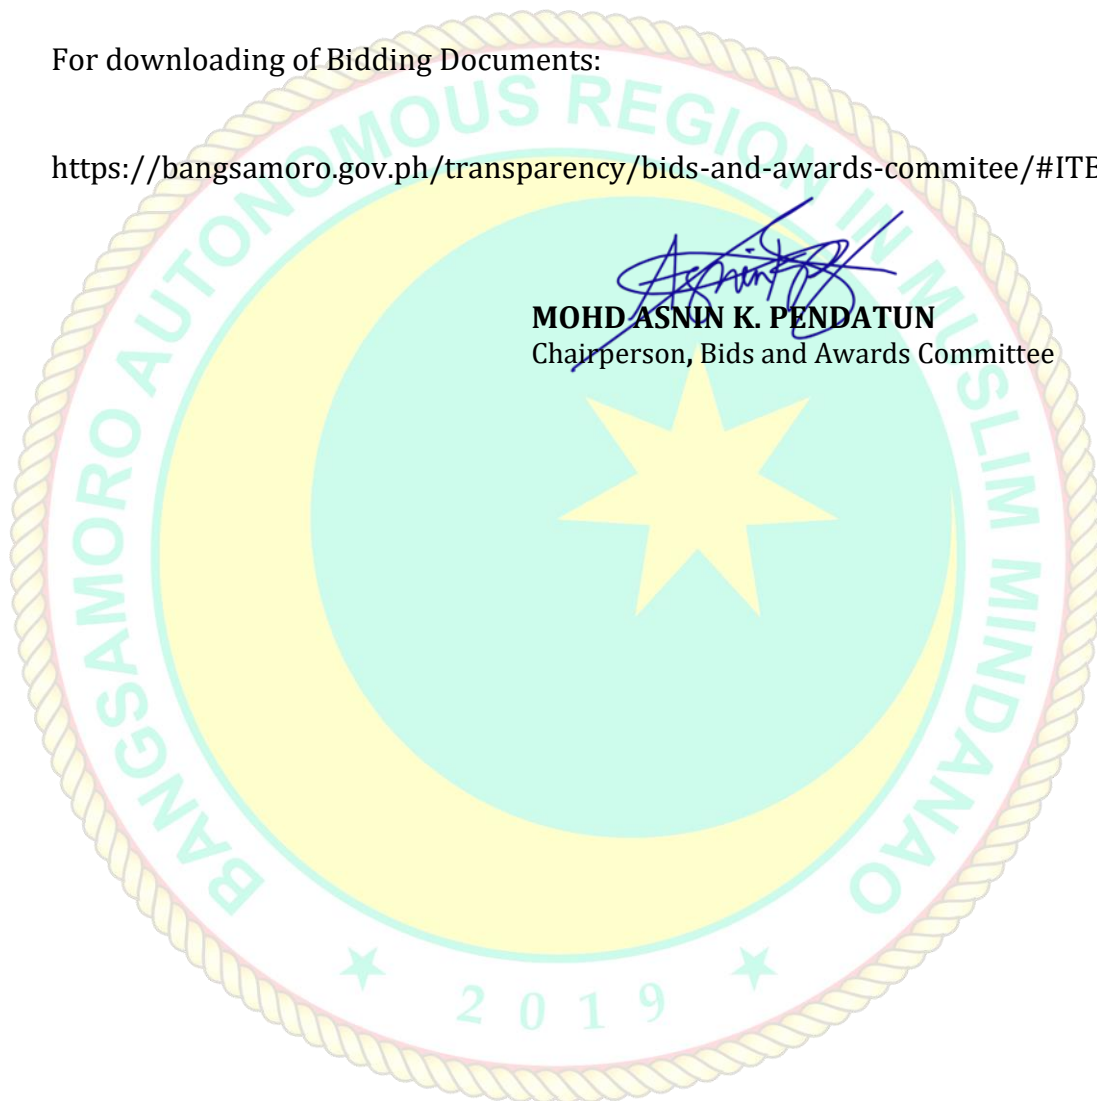 For downloading of Bidding Documents:
https://bangsamoro.gov.ph/transparency/bids-and-awards-commitee/#ITB
MOHD ASNIN K. PENDATUN
Chairperson, Bids and Awards Committee
BANGSAMORO AUTONOMOUS REGION IN MUSLIM MINDANAO
2019